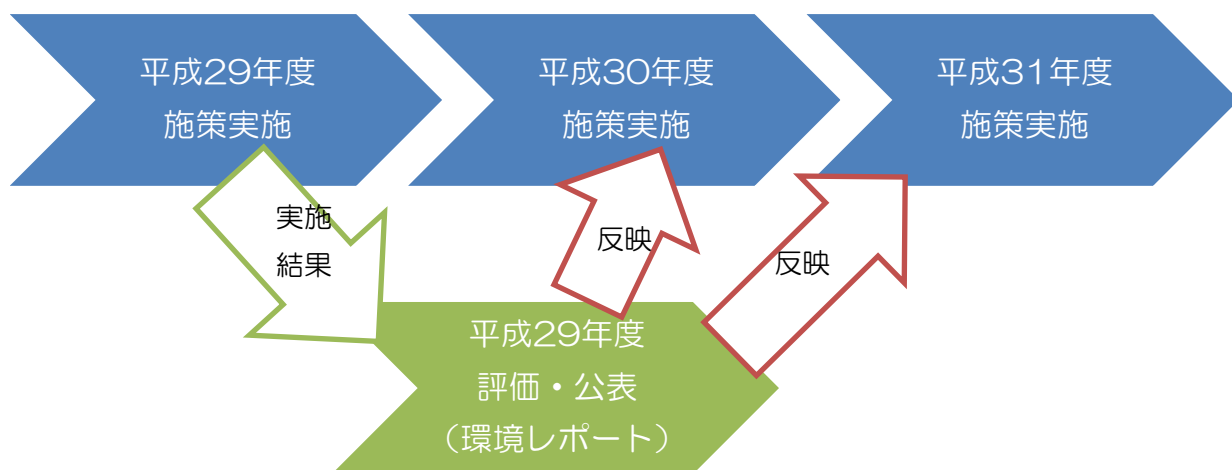 平成29年度
施策実施
平成30年度
施策実施
平成31年度
施策実施
実施
結果
反映
反映
平成29年度
評価・公表
（環境レポート）